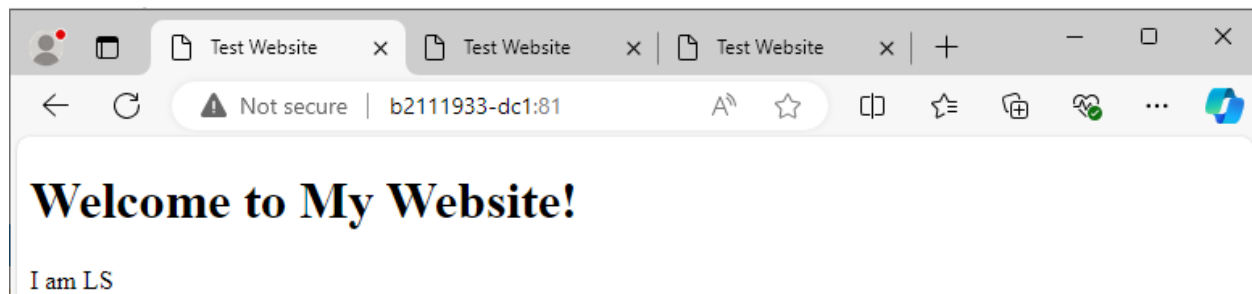 Test Website Test Website Test Website
Not secure b2111933-dc1:81
Welcome to My Website!
I am LS